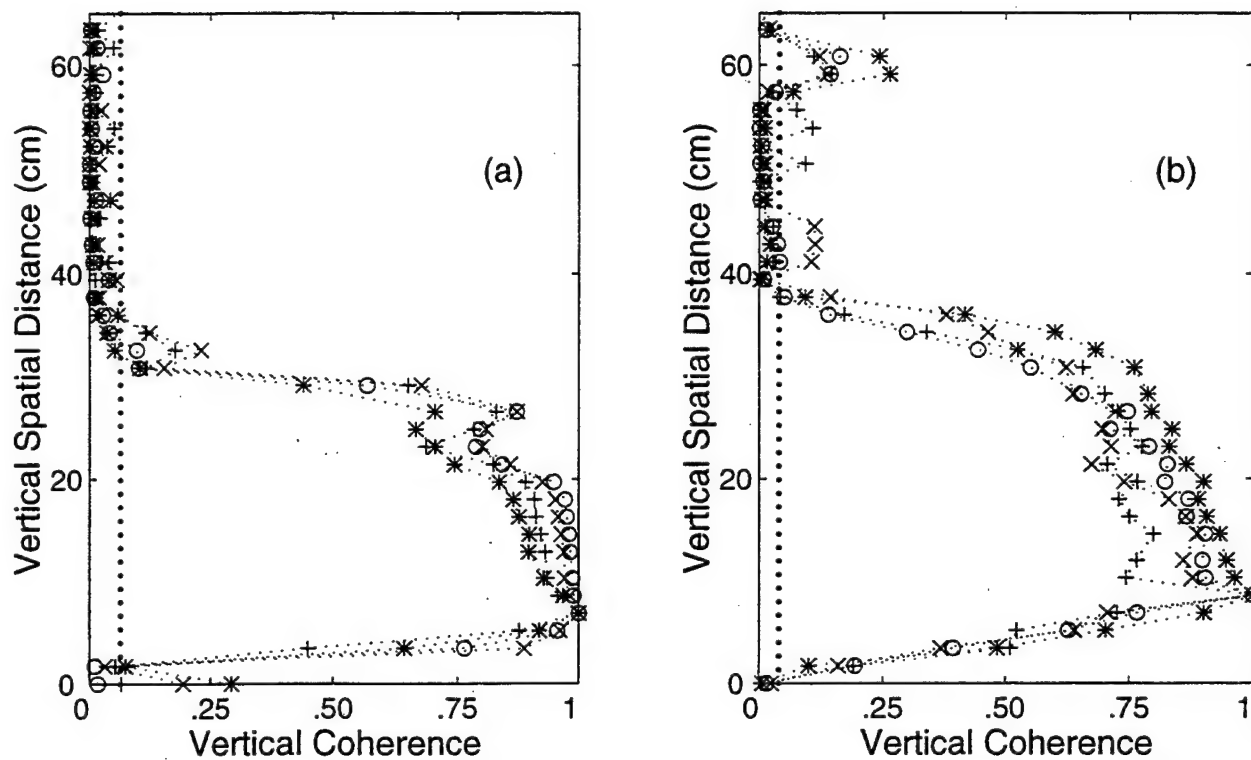 (a)
Vertical Spatial Distance (cm)
60
40
20
0
0 .25 .50 .75 1
Vertical Coherence
(b)
Vertical Spatial Distance (cm)
60
40
20
0
0 .25 .50 .75 1
Vertical Coherence